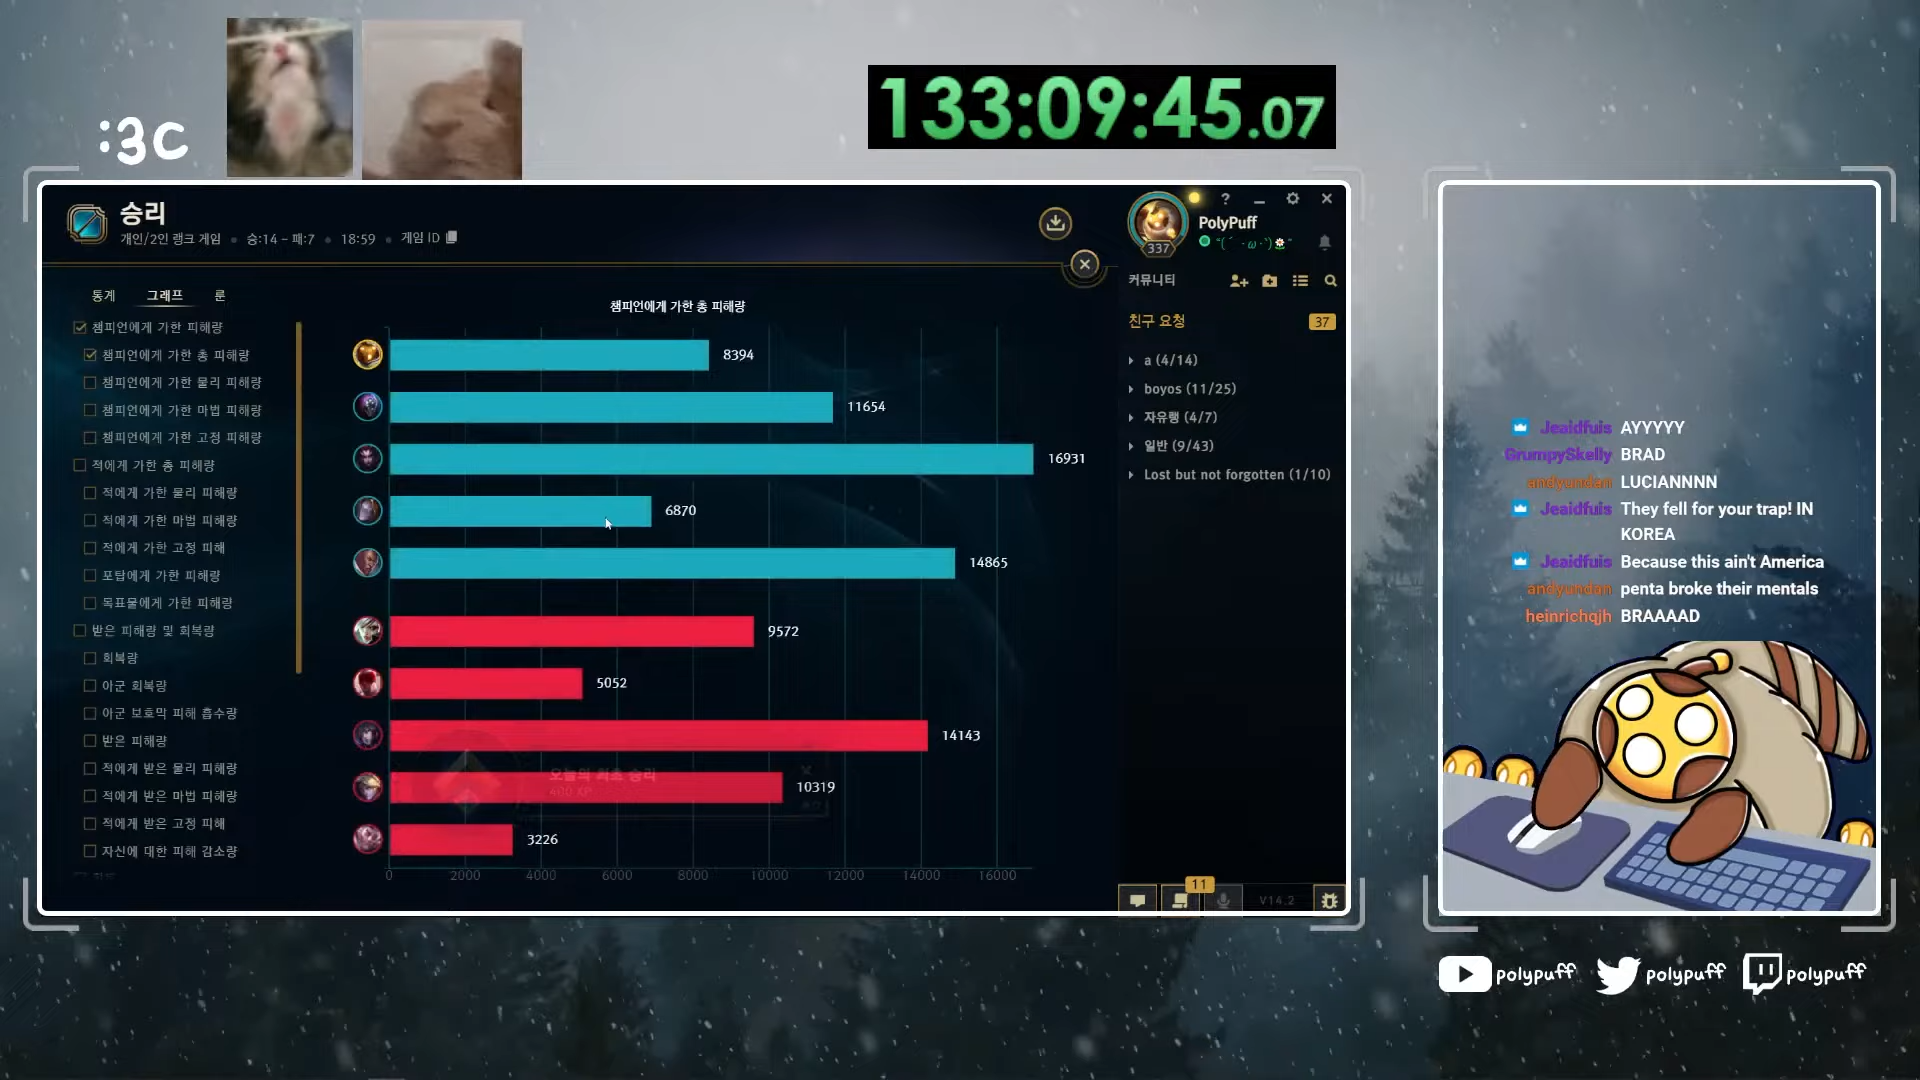 :3C
133:09:45.07
승리
개인/2인 랭크 게임 • 승:14 – 패:7 • 18:59 • 게임 ID
337
PolyPuff
커뮤니티
친구 요청 37
a (4/14)
boyos (11/25)
자유랭 (4/7)
일반 (9/43)
Lost but not forgotten (1/10)
11
V14.2
통계 그래프 룬
챔피언에게 가한 피해량
챔피언에게 가한 총 피해량
챔피언에게 가한 물리 피해량
챔피언에게 가한 마법 피해량
챔피언에게 가한 고정 피해량
적에게 가한 총 피해량
적에게 가한 물리 피해량
적에게 가한 마법 피해량
적에게 가한 고정 피해
포탑에게 가한 피해량
목표물에게 가한 피해량
받은 피해량 및 회복량
회복량
아군 회복량
아군 보호막 피해 흡수량
받은 피해량
적에게 받은 물리 피해량
적에게 받은 마법 피해량
적에게 받은 고정 피해
자신에 대한 피해 감소량
챔피언에게 가한 총 피해량
8394
11654
16931
6870
14865
9572
5052
14143
오늘의 최초 승리
400 XP
10319
3226
0 2000 4000 6000 8000 10000 12000 14000 16000
Jeaidfuis AYYYYY
GrumpySkelly BRAD
andyundan LUCIANNNN
Jeaidfuis They fell for your trap! IN
KOREA
Jeaidfuis Because this ain't America
andyundan penta broke their mentals
heinrichqjh BRAAAAD
polypuff polypuff polypuff